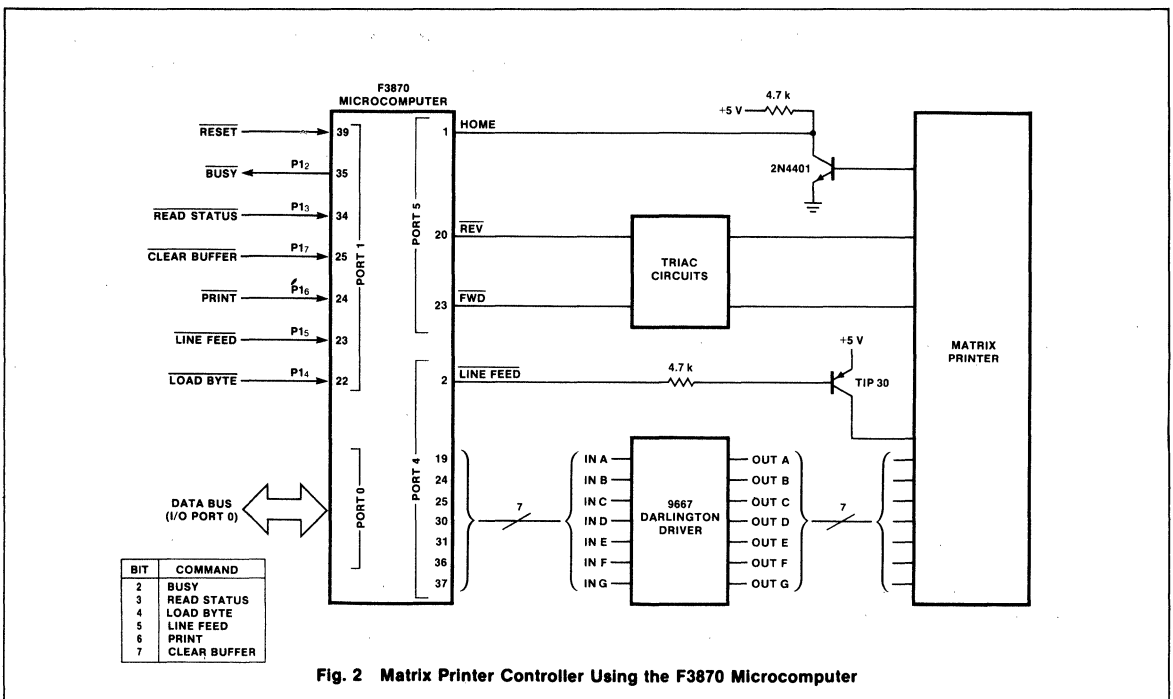 F3870
MICROCOMPUTER
RESET
39
BUSY
P1₂
35
READ STATUS
P1₃
34
CLEAR BUFFER
P1₇
25
PRINT
P1₆
24
LINE FEED
P1₅
23
LOAD BYTE
P1₄
22
PORT 1
DATA BUS
(I/O PORT 0)
PORT 0
PORT 5
1
HOME
20
REV
23
FWD
PORT 4
2
LINE FEED
19
24
25
30
31
36
37
7
+5 V
4.7 k
2N4401
TRIAC
CIRCUITS
4.7 k
+5 V
TIP 30
IN A
IN B
IN C
IN D
IN E
IN F
IN G
9667
DARLINGTON
DRIVER
OUT A
OUT B
OUT C
OUT D
OUT E
OUT F
OUT G
7
MATRIX
PRINTER
BIT COMMAND
2 BUSY
3 READ STATUS
4 LOAD BYTE
5 LINE FEED
6 PRINT
7 CLEAR BUFFER
Fig. 2 Matrix Printer Controller Using the F3870 Microcomputer